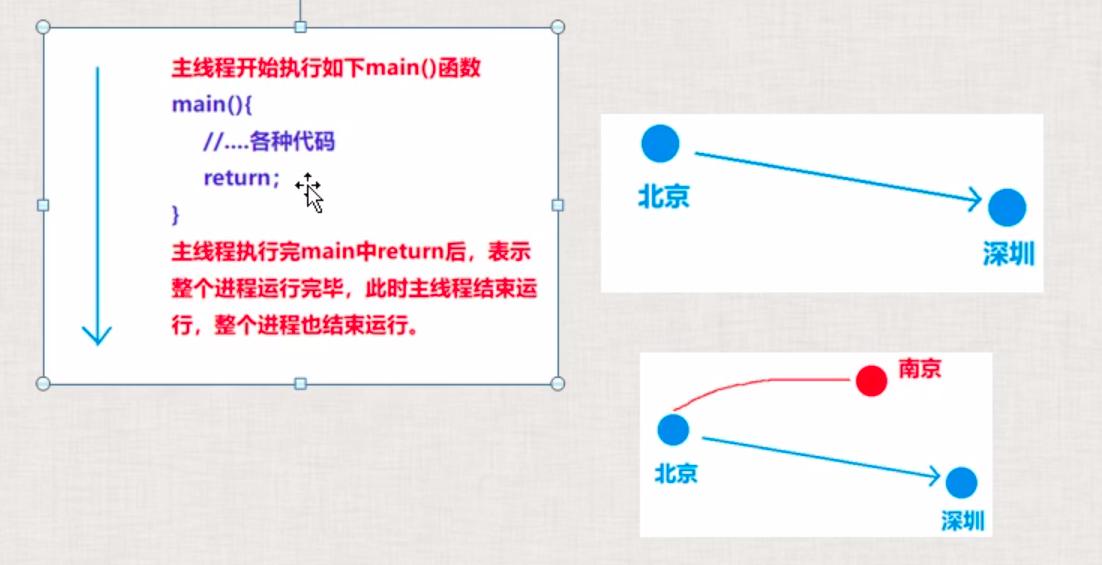 主线程开始执行如下main()函数
main(){
//....各种代码
return;
}
主线程执行完main中return后，表示
整个进程运行完毕，此时主线程结束运
行，整个进程也结束运行。
北京
深圳
南京
北京
深圳